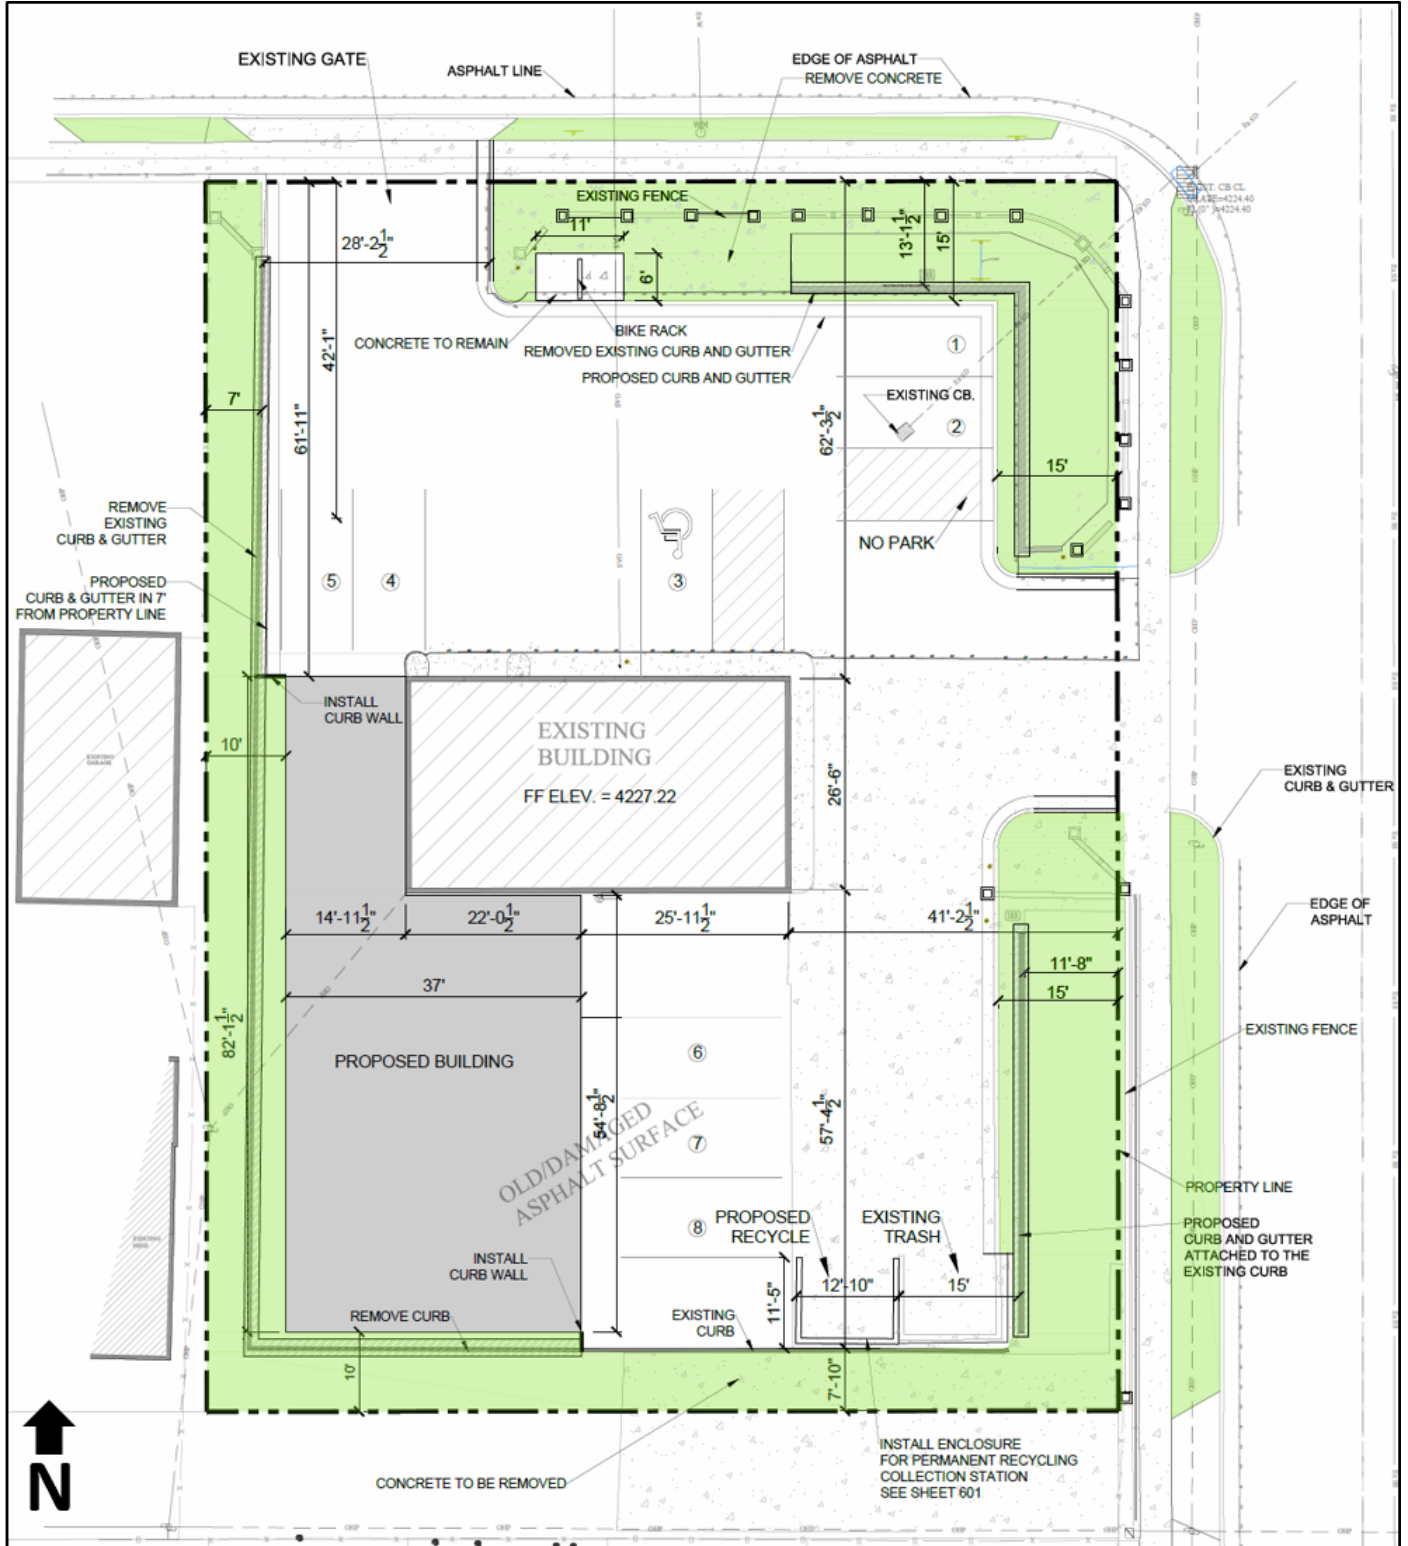 EXISTING GATE
ASPHALT LINE
EDGE OF ASPHALT
REMOVE CONCRETE
EXISTING FENCE
11'
28'-2 1/2"
6'
13'-1 1/2"
15'
CONCRETE TO REMAIN
BIKE RACK
REMOVED EXISTING CURB AND GUTTER
PROPOSED CURB AND GUTTER
1
42'-1"
7'
61'-11"
EXISTING CB.
62'-3 1/2"
2
15'
REMOVE
EXISTING
CURB & GUTTER
NO PARK
PROPOSED
CURB & GUTTER IN 7'
FROM PROPERTY LINE
5
4
3
GAS
GAS
INSTALL
CURB WALL
10'
EXISTING
BUILDING
FF ELEV. = 4227.22
EXISTING
GARAGE
26'-6"
EXISTING
CURB & GUTTER
14'-11 1/2"
22'-0 1/2"
25'-11 1/2"
41'-2 1/2"
EDGE OF
ASPHALT
11'-8"
37'
15'
82'-1 1/2"
EXISTING FENCE
PROPOSED BUILDING
6
54'-8 1/2"
57'-4 1/2"
OLD/DAMAGED
ASPHALT SURFACE
7
PROPERTY LINE
8
PROPOSED
RECYCLE
EXISTING
TRASH
PROPOSED
CURB AND GUTTER
ATTACHED TO THE
EXISTING CURB
INSTALL
CURB WALL
12'-10"
15'
11'-5"
REMOVE CURB
EXISTING
CURB
10'
7'-10"
N
INSTALL ENCLOSURE
FOR PERMANENT RECYCLING
COLLECTION STATION
SEE SHEET 601
CONCRETE TO BE REMOVED
OHP
OHP
OHP
OHP